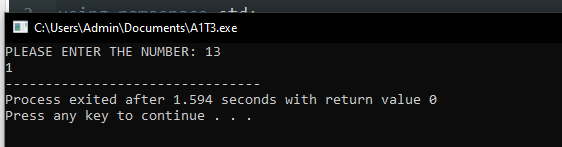 using namespace std;
C:\Users\Admin\Documents\A1T3.exe
PLEASE ENTER THE NUMBER: 13
1
--------------------------------
Process exited after 1.594 seconds with return value 0
Press any key to continue . . .